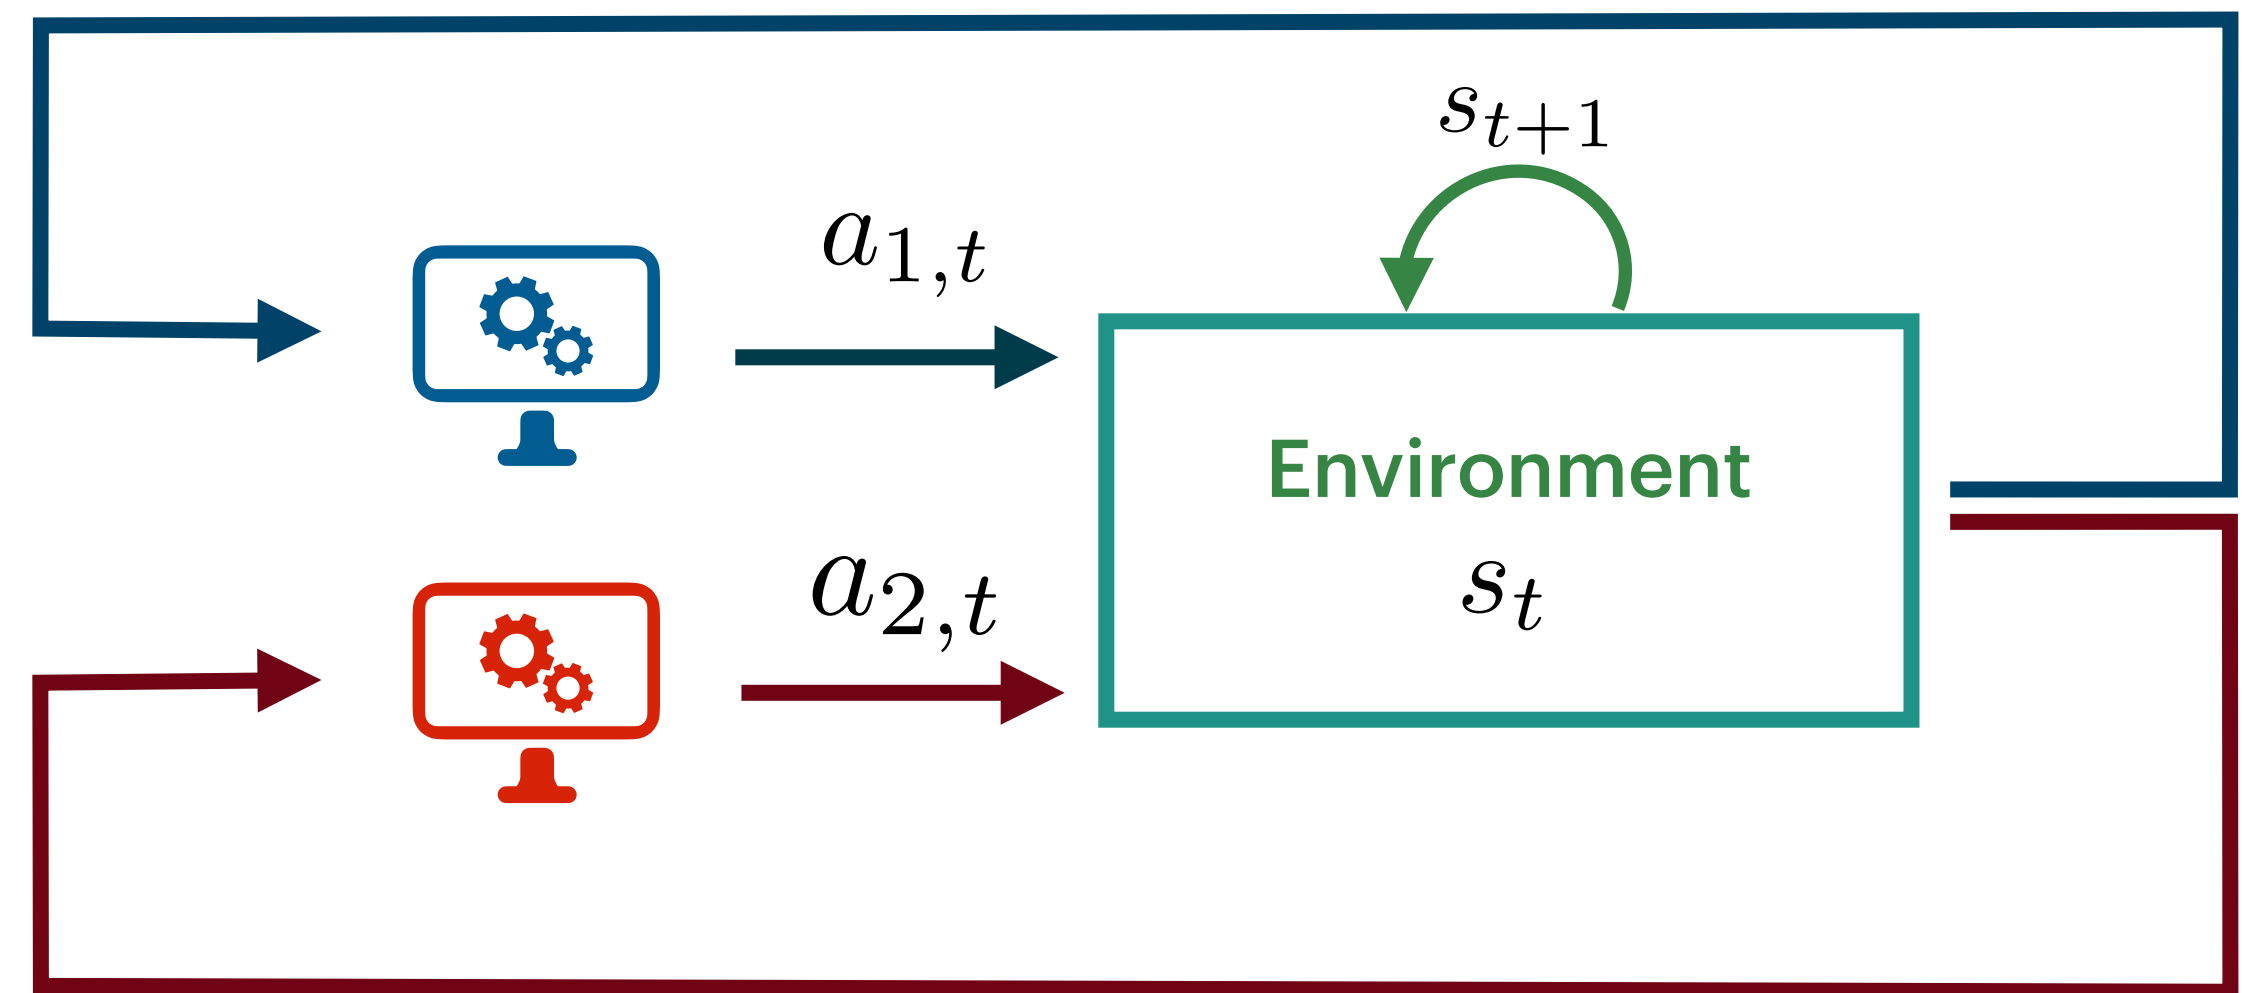 s_{t+1}
a_{1,t}
Environment
a_{2,t}
s_t